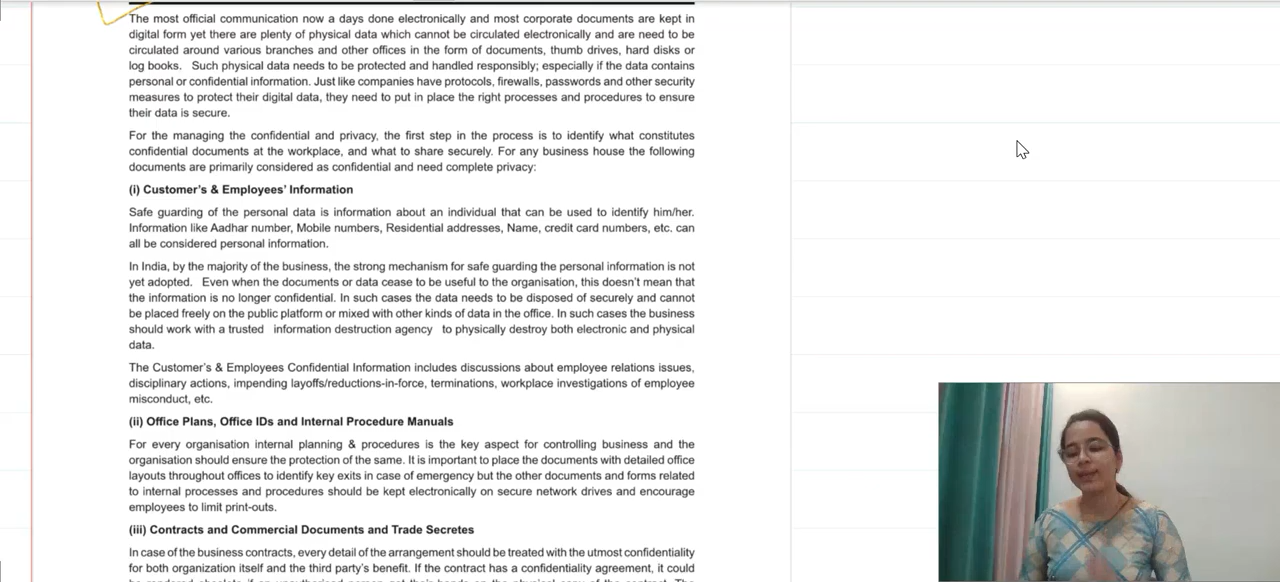 The most official communication now a days done electronically and most corporate documents are kept in
digital form yet there are plenty of physical data which cannot be circulated electronically and are need to be
circulated around various branches and other offices in the form of documents, thumb drives, hard disks or
log books. Such physical data needs to be protected and handled responsibly; especially if the data contains
personal or confidential information. Just like companies have protocols, firewalls, passwords and other security
measures to protect their digital data, they need to put in place the right processes and procedures to ensure
their data is secure.
For the managing the confidential and privacy, the first step in the process is to identify what constitutes
confidential documents at the workplace, and what to share securely. For any business house the following
documents are primarily considered as confidential and need complete privacy:
(i) Customer's & Employees' Information
Safe guarding of the personal data is information about an individual that can be used to identify him/her.
Information like Aadhar number, Mobile numbers, Residential addresses, Name, credit card numbers, etc. can
all be considered personal information.
In India, by the majority of the business, the strong mechanism for safe guarding the personal information is not
yet adopted. Even when the documents or data cease to be useful to the organisation, this doesn't mean that
the information is no longer confidential. In such cases the data needs to be disposed of securely and cannot
be placed freely on the public platform or mixed with other kinds of data in the office. In such cases the business
should work with a trusted information destruction agency to physically destroy both electronic and physical
data.
The Customer's & Employees Confidential Information includes discussions about employee relations issues,
disciplinary actions, impending layoffs/reductions-in-force, terminations, workplace investigations of employee
misconduct, etc.
(ii) Office Plans, Office IDs and Internal Procedure Manuals
For every organisation internal planning & procedures is the key aspect for controlling business and the
organisation should ensure the protection of the same. It is important to place the documents with detailed office
layouts throughout offices to identify key exits in case of emergency but the other documents and forms related
to internal processes and procedures should be kept electronically on secure network drives and encourage
employees to limit print-outs.
(iii) Contracts and Commercial Documents and Trade Secretes
In case of the business contracts, every detail of the arrangement should be treated with the utmost confidentiality
for both organization itself and the third party's benefit. If the contract has a confidentiality agreement, it could